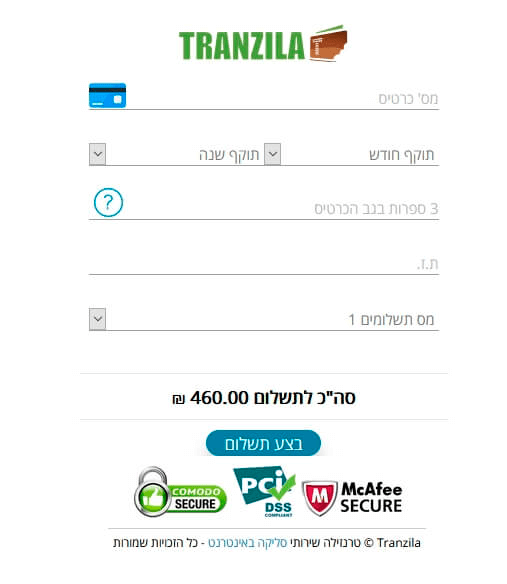 TRANZILA
מס' כרטיס
תוקף חודש תוקף שנה
3 ספרות בגב הכרטיס
?
ת.ז.
מס תשלומים 1
סה"כ לתשלום 460.00 ₪
בצע תשלום
COMODO SECURE PCI DSS COMPLIANT McAfee SECURE
Tranzila © טרנזילה שירותי סליקה באינטרנט - כל הזכויות שמורות